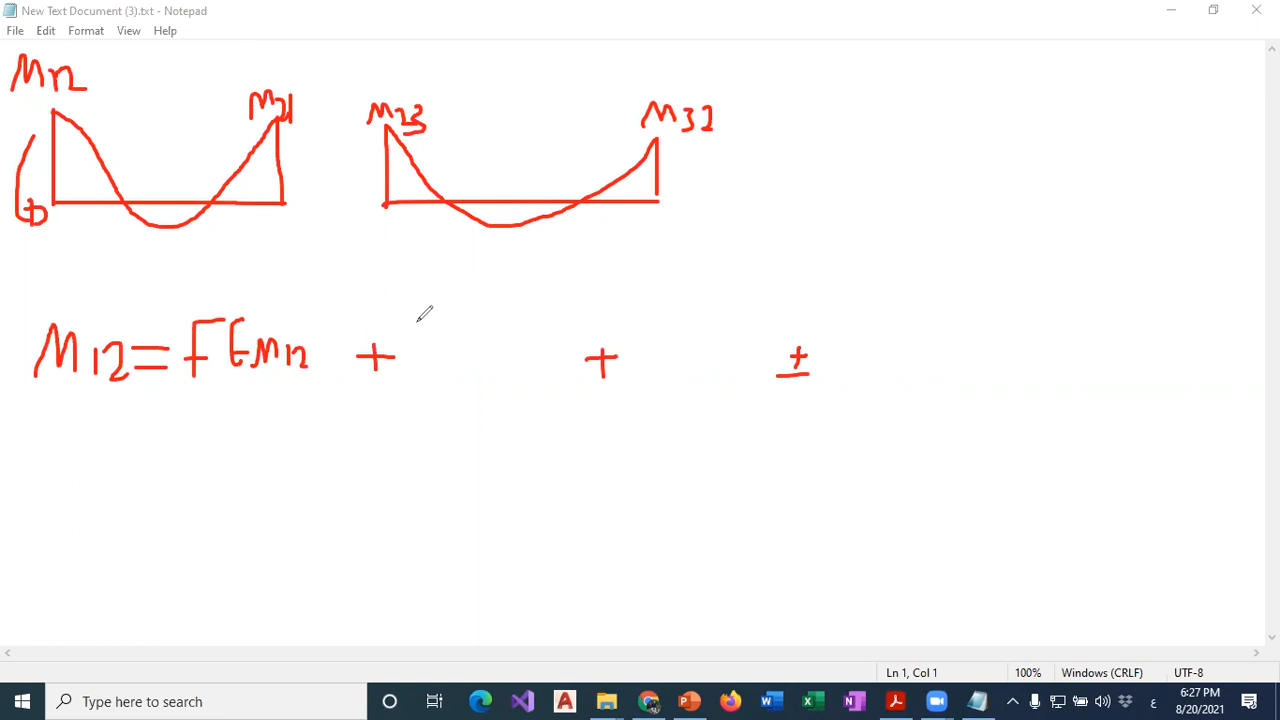 New Text Document (3).txt - Notepad
File Edit Format View Help
M12
M21
M23
M32
M12 = FEM12 + + ±
Ln 1, Col 1 100% Windows (CRLF) UTF-8
Type here to search
ع
6:27 PM
8/20/2021